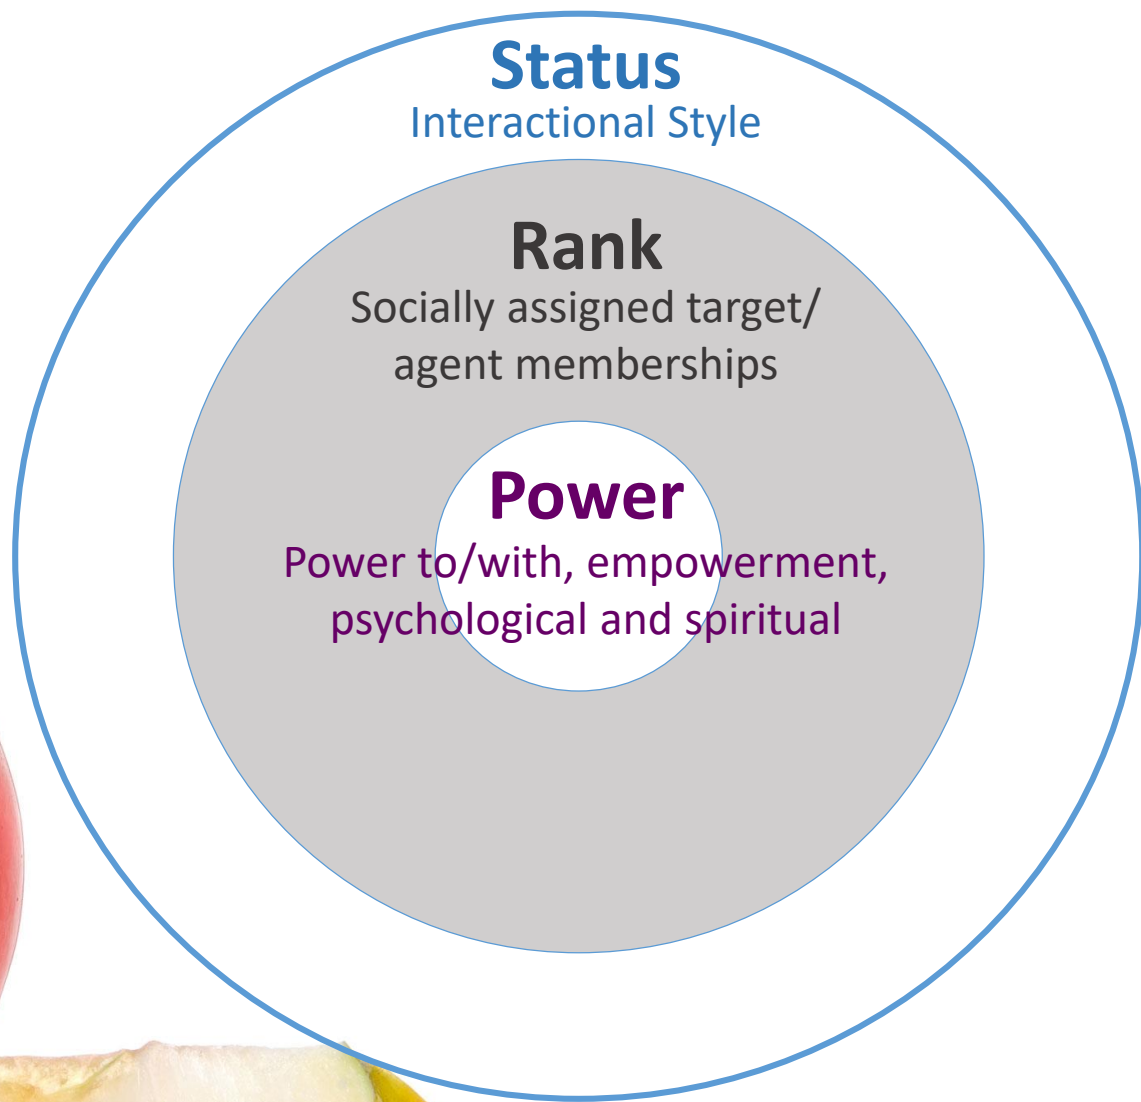 Status
Interactional Style
Rank
Socially assigned target/
agent memberships
Power
Power to/with, empowerment,
psychological and spiritual